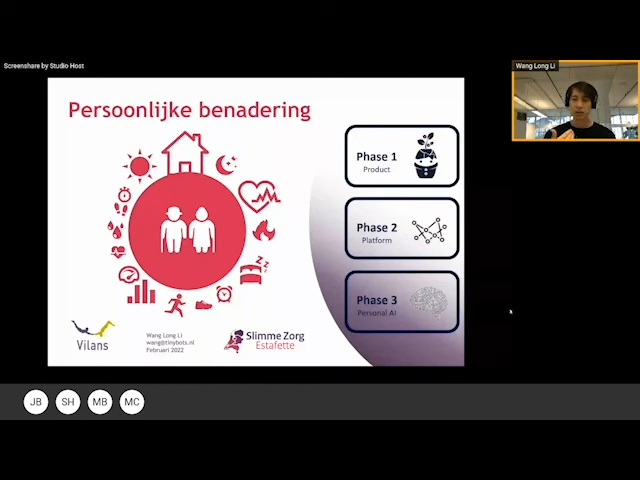 Screenshare by Studio Host
Wang Long Li
Persoonlijke benadering
Phase 1
Product
Phase 2
Platform
Phase 3
Personal AI
z z z
Vilans
Wang Long Li
wang@tinybots.nl
Februari 2022
Slimme Zorg
Estafette
JB SH MB MC